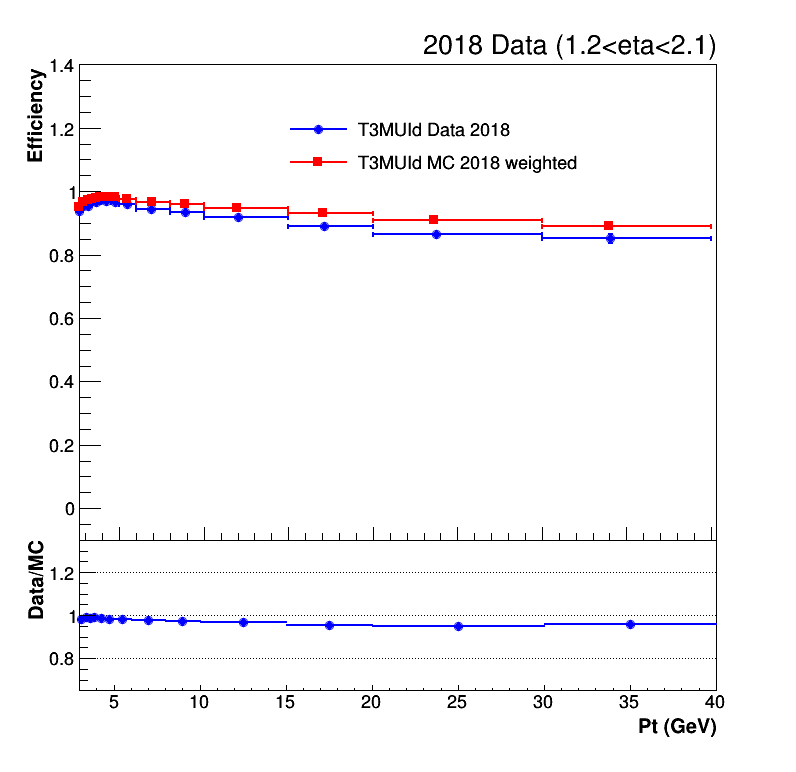 2018 Data (1.2<eta<2.1)
Efficiency
1.4
1.2
1
0.8
0.6
0.4
0.2
0
T3MUId Data 2018
T3MUId MC 2018 weighted
Data/MC
1.2
1
0.8
5 10 15 20 25 30 35 40
Pt (GeV)